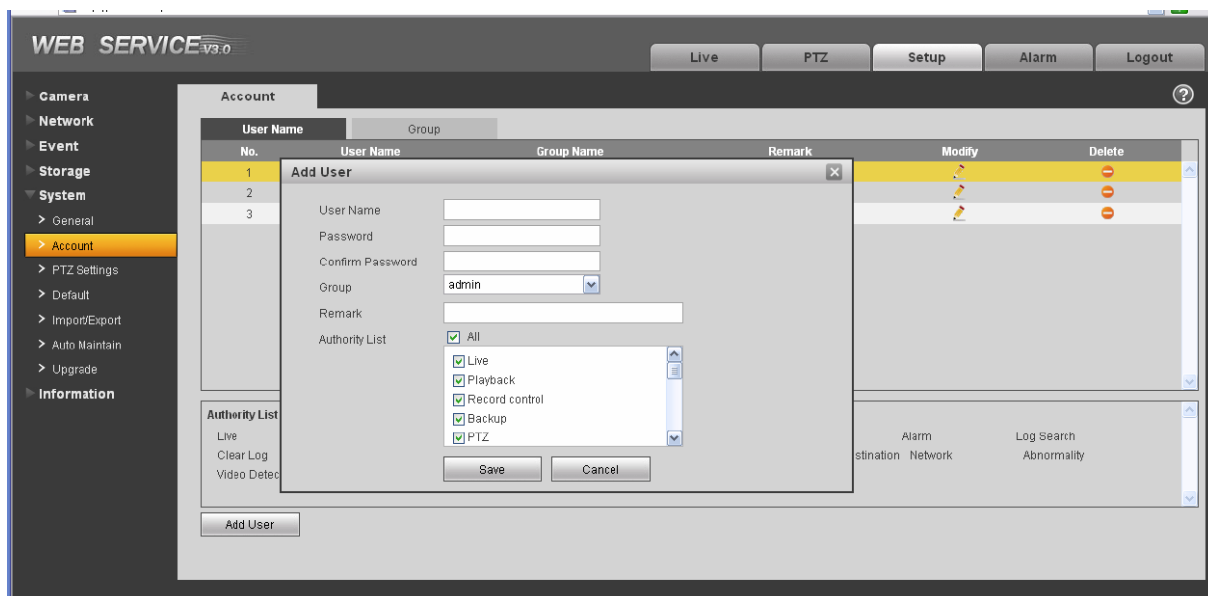 WEB SERVICE V3.0
Live PTZ Setup Alarm Logout
Camera
Network
Event
Storage
System
General
Account
PTZ Settings
Default
Import/Export
Auto Maintain
Upgrade
Information
Account
User Name Group
No. User Name Group Name Remark Modify Delete
1
2
3
Add User
User Name
Password
Confirm Password
Group admin
Remark
Authority List All
Live
Playback
Record control
Backup
PTZ
Save Cancel
Authority List
Live Alarm Log Search
Clear Log stination Network Abnormality
Video Detec
Add User